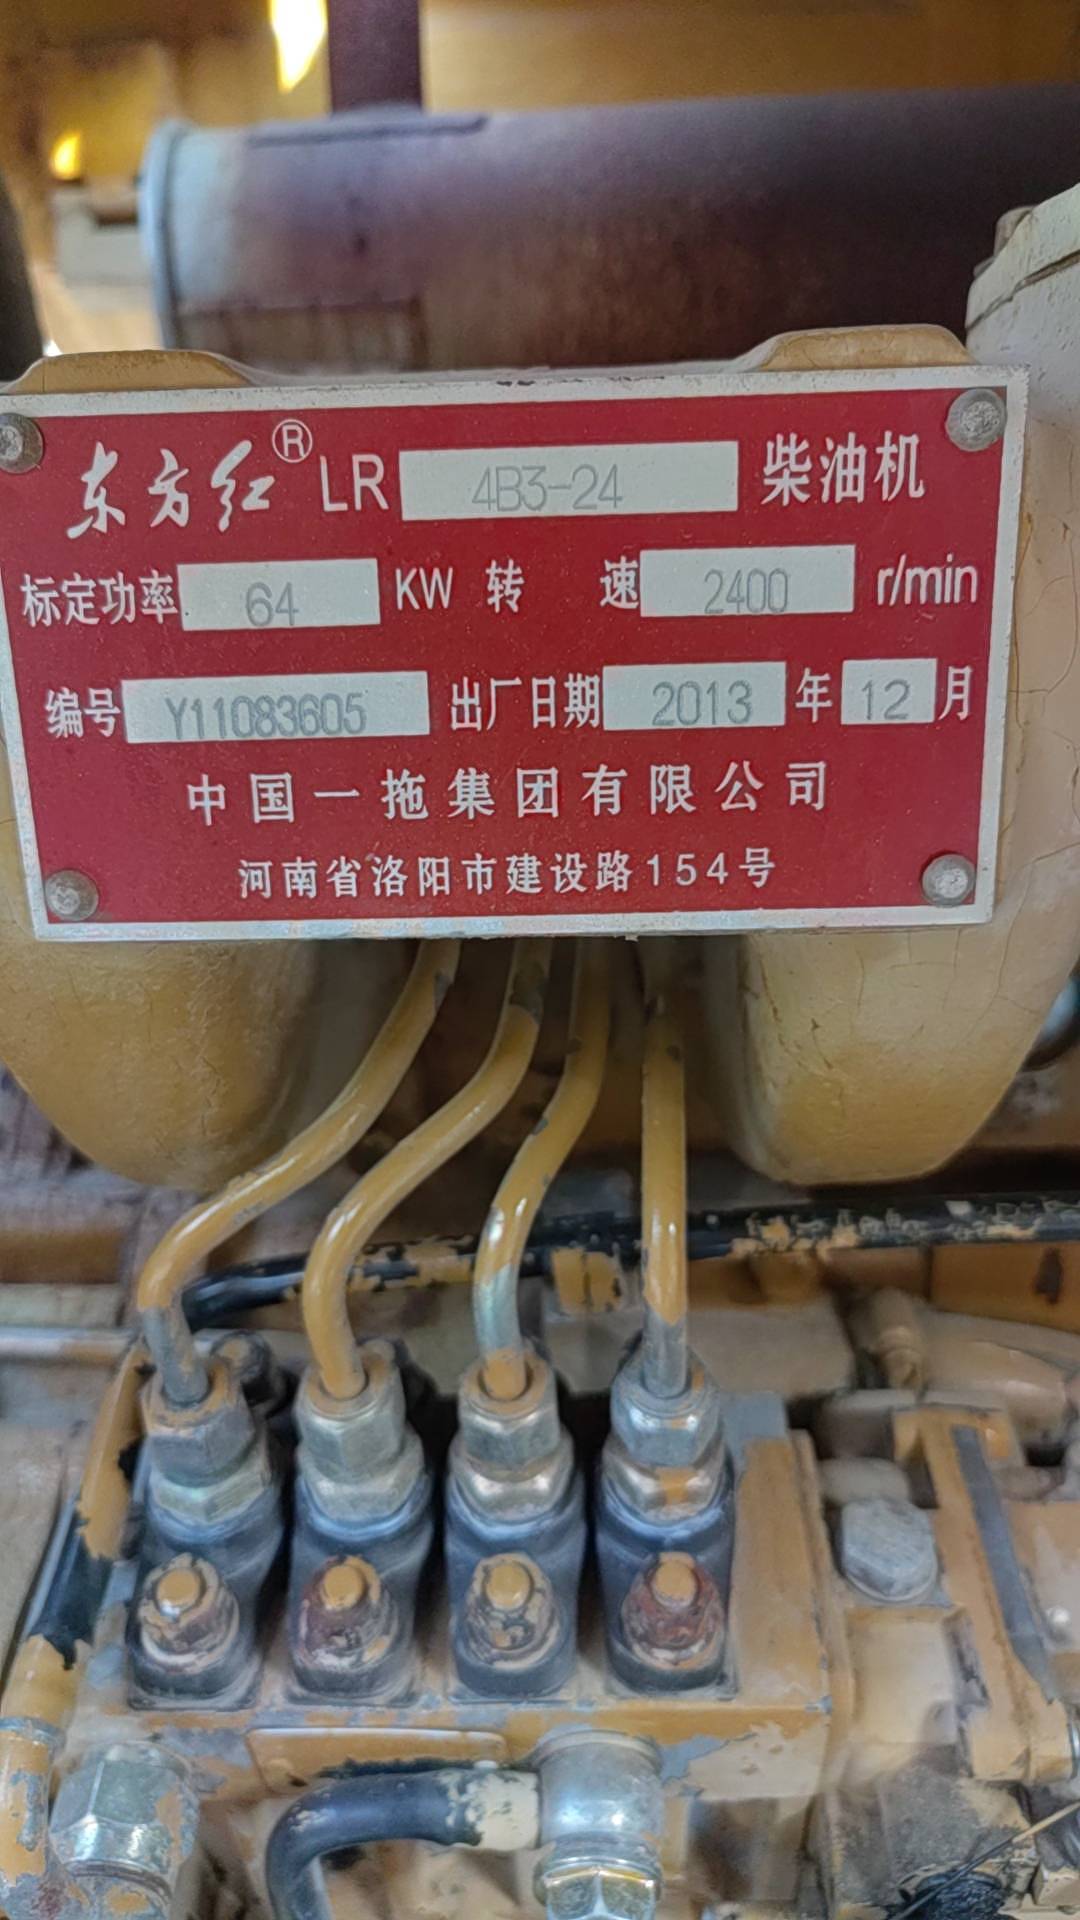 东方红® LR 4B3-24 柴油机
标定功率 64 KW 转 速 2400 r/min
编号 Y11083605 出厂日期 2013 年 12 月
中国一拖集团有限公司
河南省洛阳市建设路154号